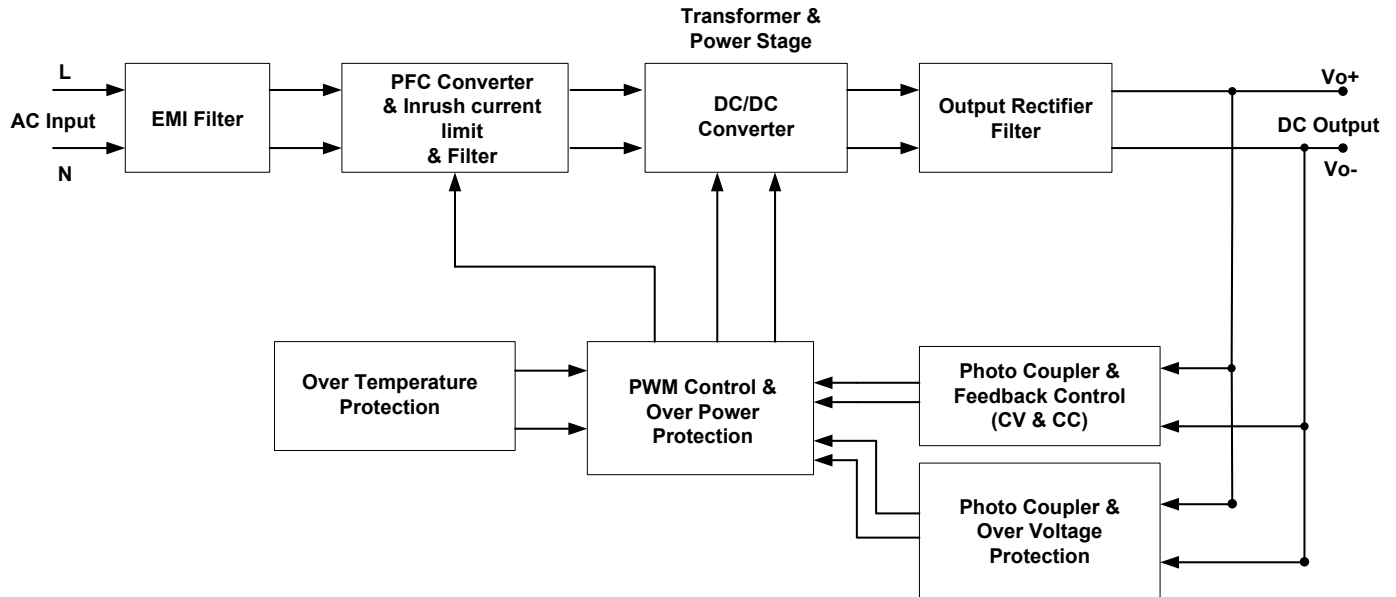 Transformer &
Power Stage
L
AC Input
N
EMI Filter
PFC Converter
& Inrush current
limit
& Filter
DC/DC
Converter
Output Rectifier
Filter
Vo+
DC Output
Vo-
Over Temperature
Protection
PWM Control &
Over Power
Protection
Photo Coupler &
Feedback Control
(CV & CC)
Photo Coupler &
Over Voltage
Protection